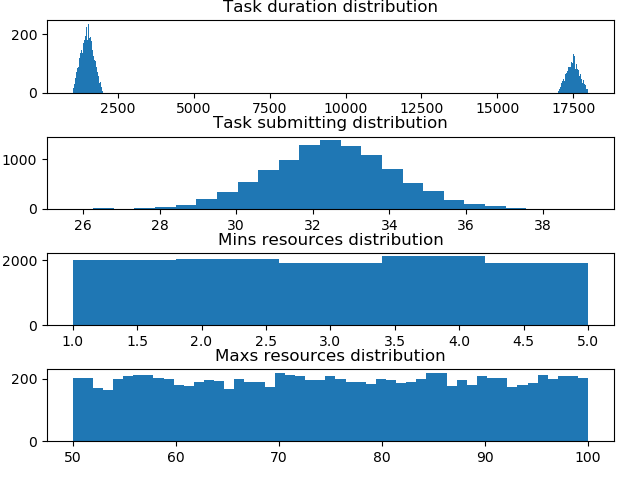 Task duration distribution
200
0
2500 5000 7500 10000 12500 15000 17500
Task submitting distribution
1000
0
26 28 30 32 34 36 38
Mins resources distribution
2000
0
1.0 1.5 2.0 2.5 3.0 3.5 4.0 4.5 5.0
Maxs resources distribution
200
0
50 60 70 80 90 100